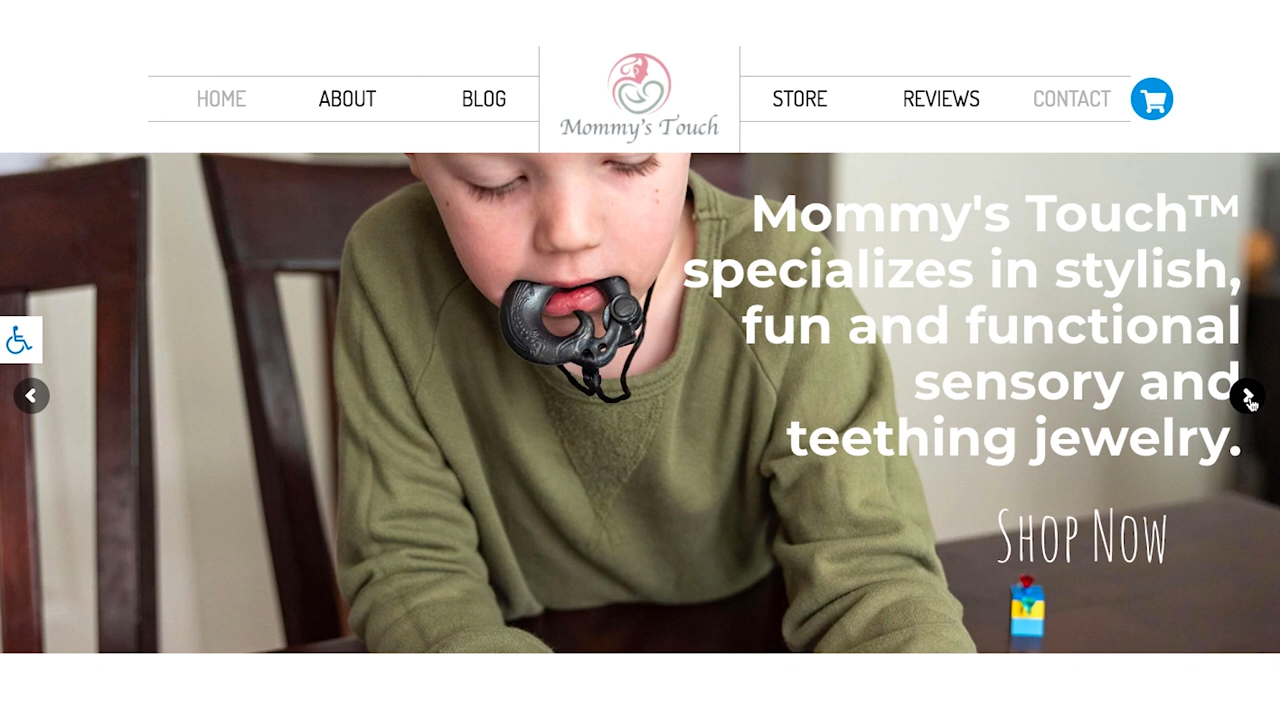 HOME ABOUT BLOG STORE REVIEWS CONTACT
Mommy's Touch
Mommy's Touch™
specializes in stylish,
fun and functional
sensory and
teething jewelry.
Shop Now